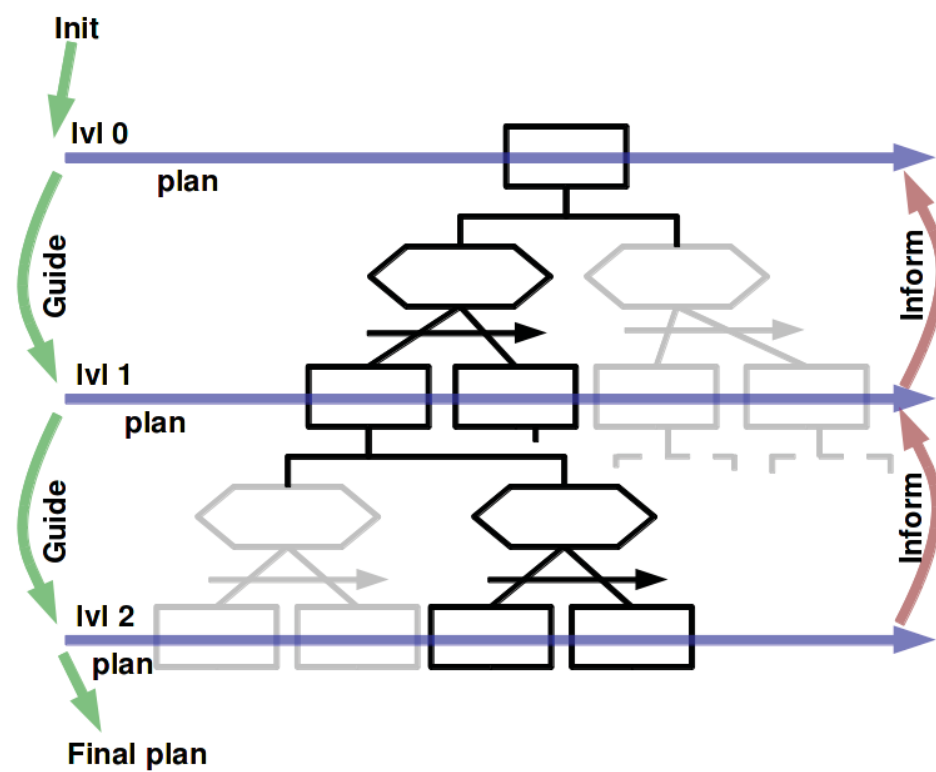 Init
lvl 0
plan
Guide
Inform
lvl 1
plan
Guide
Inform
lvl 2
plan
Final plan